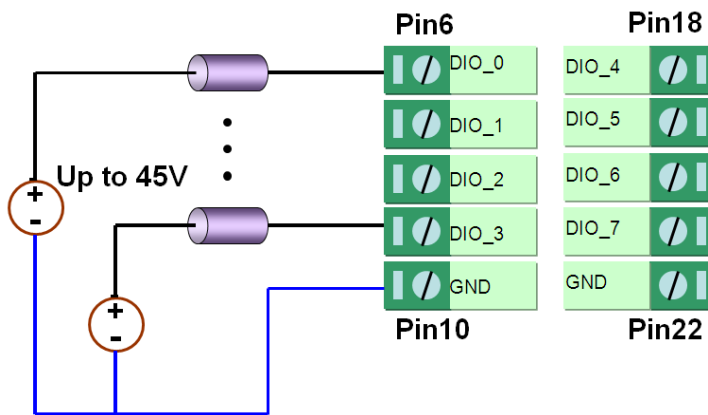 Pin6
Pin18
DIO_0
DIO_4
DIO_1
DIO_5
Up to 45V
DIO_2
DIO_6
+
-
DIO_3
DIO_7
GND
GND
+
-
Pin10
Pin22